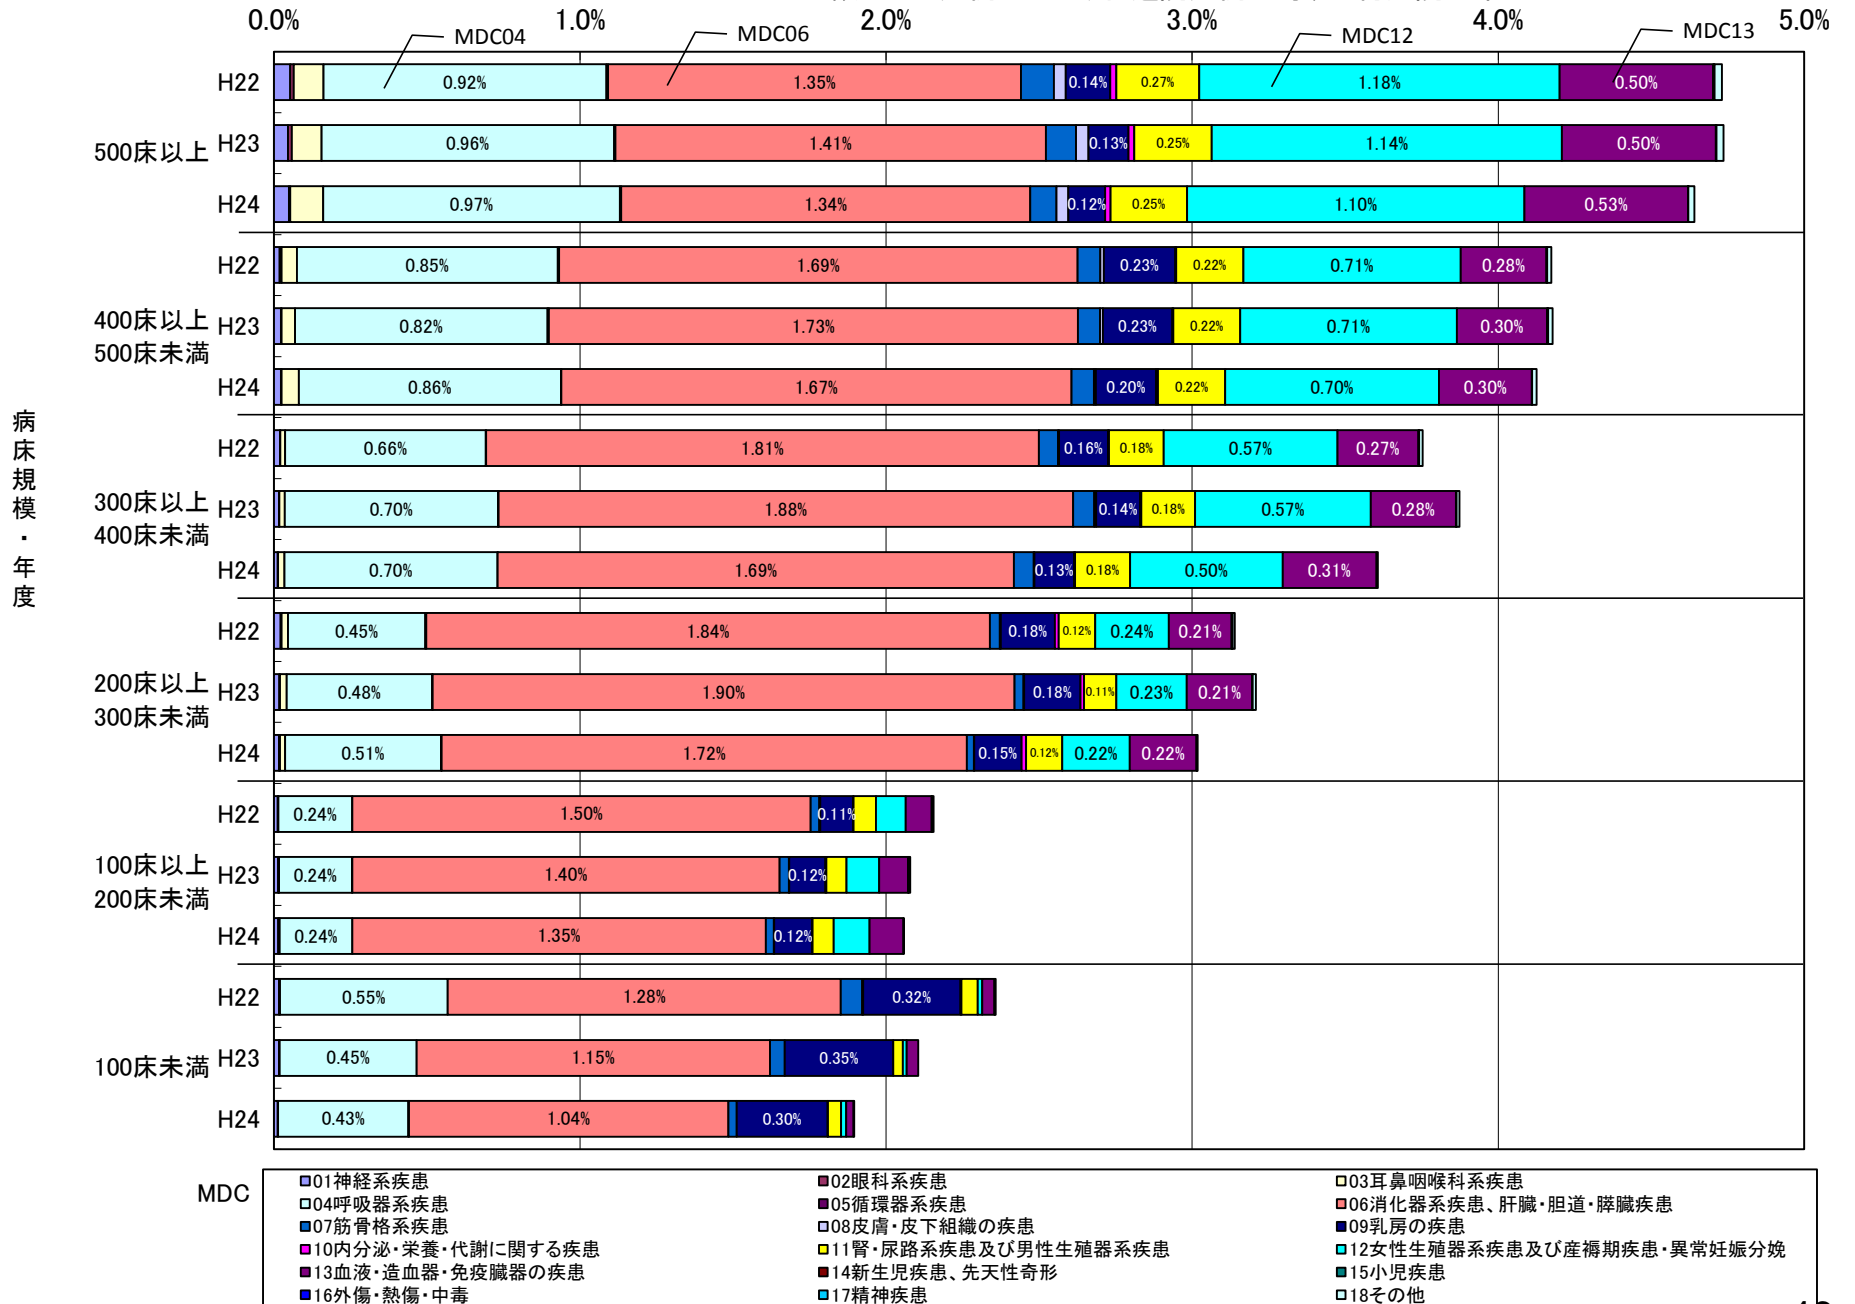 0.0% 1.0% 2.0% 3.0% 4.0% 5.0%
MDC04 MDC06 MDC12 MDC13
H22 0.92% 1.35% 0.14% 0.27% 1.18% 0.50%
500床以上 H23 0.96% 1.41% 0.13% 0.25% 1.14% 0.50%
H24 0.97% 1.34% 0.12% 0.25% 1.10% 0.53%
H22 0.85% 1.69% 0.23% 0.22% 0.71% 0.28%
400床以上
500床未満
H23 0.82% 1.73% 0.23% 0.22% 0.71% 0.30%
H24 0.86% 1.67% 0.20% 0.22% 0.70% 0.30%
病床規模・年度
H22 0.66% 1.81% 0.16% 0.18% 0.57% 0.27%
300床以上
400床未満
H23 0.70% 1.88% 0.14% 0.18% 0.57% 0.28%
H24 0.70% 1.69% 0.13% 0.18% 0.50% 0.31%
H22 0.45% 1.84% 0.18% 0.12% 0.24% 0.21%
200床以上
300床未満
H23 0.48% 1.90% 0.18% 0.11% 0.23% 0.21%
H24 0.51% 1.72% 0.15% 0.12% 0.22% 0.22%
H22 0.24% 1.50% 0.11%
100床以上
200床未満
H23 0.24% 1.40% 0.12%
H24 0.24% 1.35% 0.12%
H22 0.55% 1.28% 0.32%
100床未満 H23 0.45% 1.15% 0.35%
H24 0.43% 1.04% 0.30%
MDC
01神経系疾患 02眼科系疾患 03耳鼻咽喉科系疾患
04呼吸器系疾患 05循環器系疾患 06消化器系疾患、肝臓・胆道・膵臓疾患
07筋骨格系疾患 08皮膚・皮下組織の疾患 09乳房の疾患
10内分泌・栄養・代謝に関する疾患 11腎・尿路系疾患及び男性生殖器系疾患 12女性生殖器系疾患及び産褥期疾患・異常妊娠分娩
13血液・造血器・免疫臓器の疾患 14新生児疾患、先天性奇形 15小児疾患
16外傷・熱傷・中毒 17精神疾患 18その他